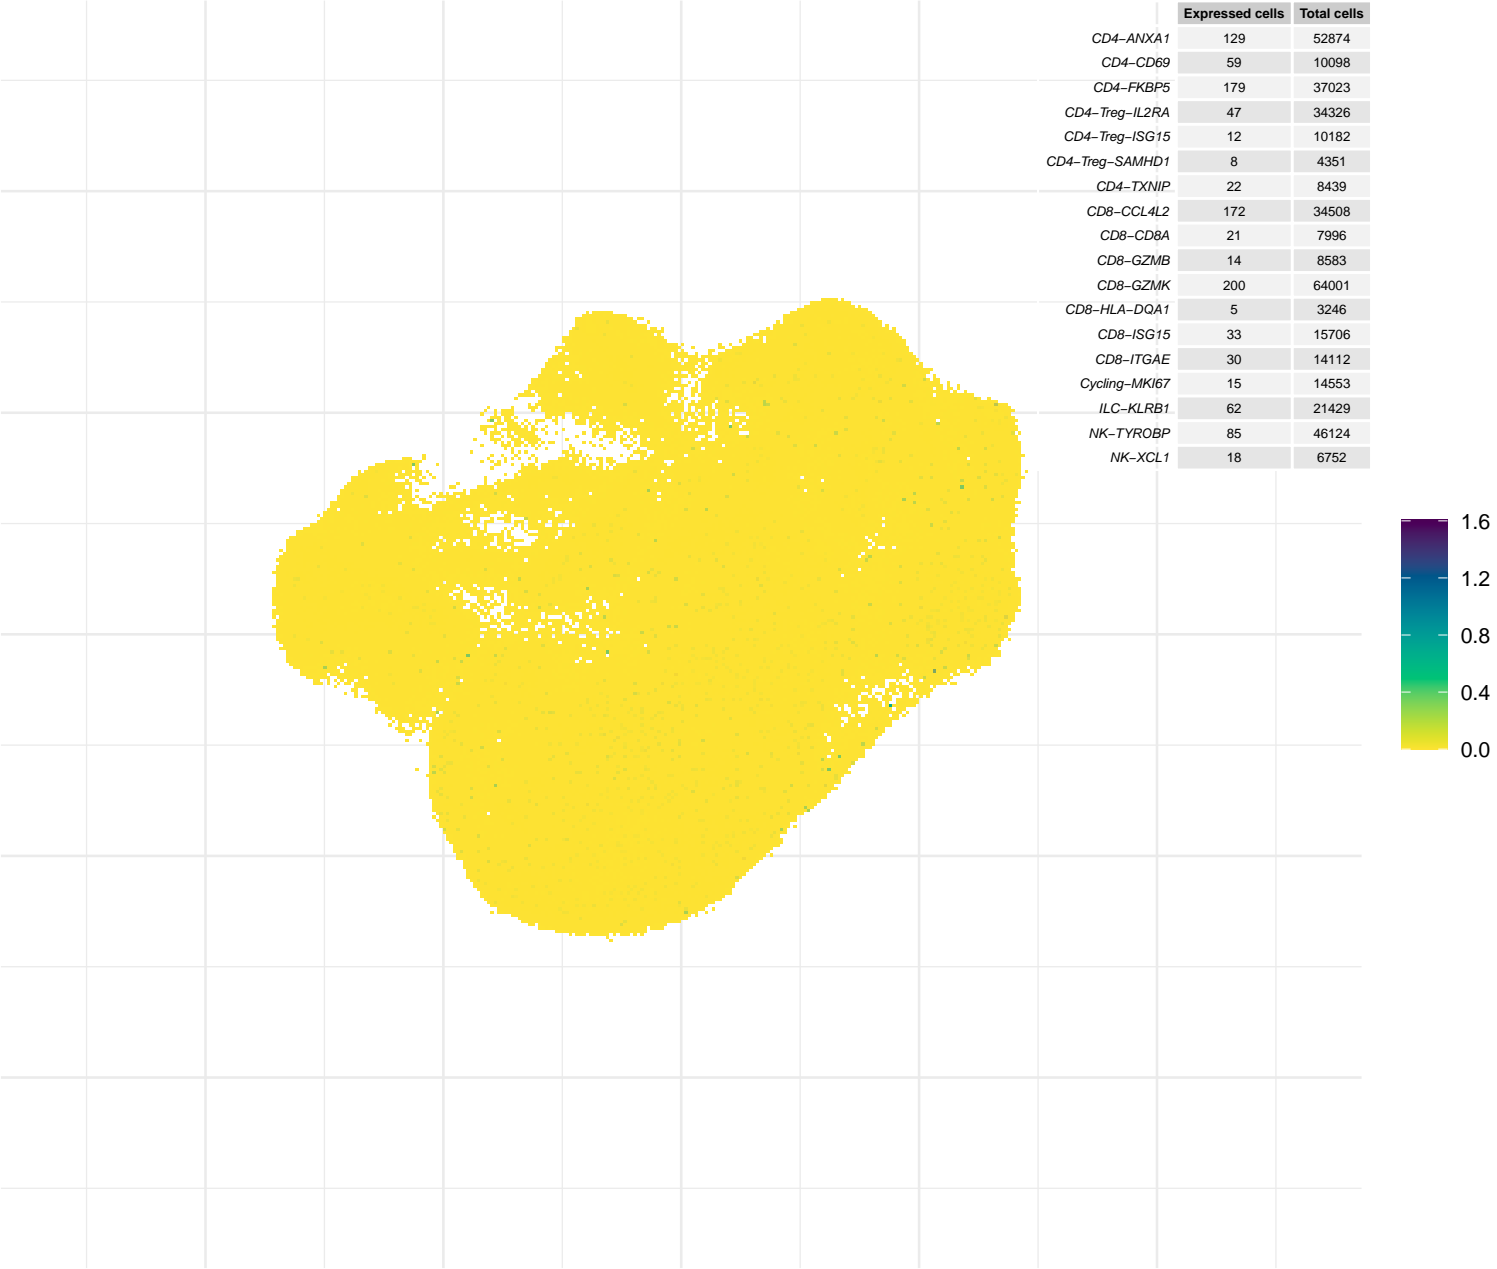 Expressed cells Total cells
CD4−ANXA1 129 52874
CD4−CD69 59 10098
CD4−FKBP5 179 37023
CD4−Treg−IL2RA 47 34326
CD4−Treg−ISG15 12 10182
CD4−Treg−SAMHD1 8 4351
CD4−TXNIP 22 8439
CD8−CCL4L2 172 34508
CD8−CD8A 21 7996
CD8−GZMB 14 8583
CD8−GZMK 200 64001
CD8−HLA−DQA1 5 3246
CD8−ISG15 33 15706
CD8−ITGAE 30 14112
Cycling−MKI67 15 14553
ILC−KLRB1 62 21429
NK−TYROBP 85 46124
NK−XCL1 18 6752
1.6
1.2
0.8
0.4
0.0